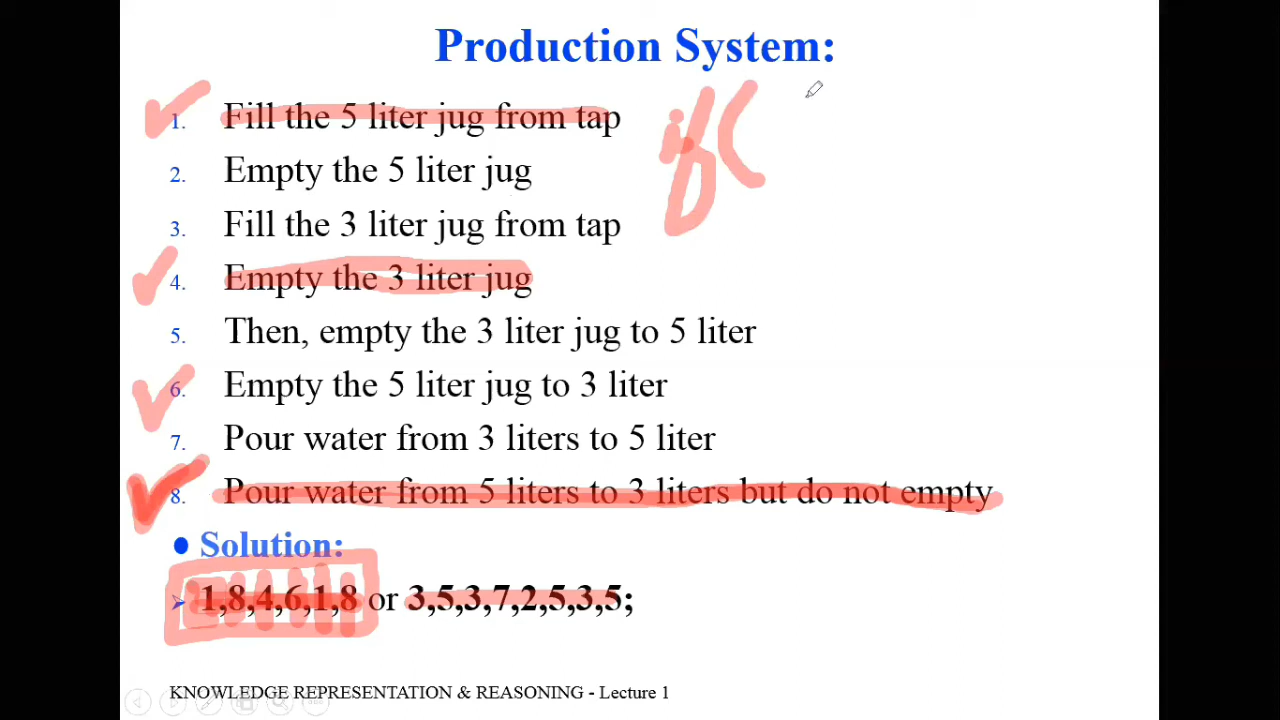 Production System:
1. Fill the 5 liter jug from tap
if(
2. Empty the 5 liter jug
3. Fill the 3 liter jug from tap
4. Empty the 3 liter jug
5. Then, empty the 3 liter jug to 5 liter
6. Empty the 5 liter jug to 3 liter
7. Pour water from 3 liters to 5 liter
8. Pour water from 5 liters to 3 liters but do not empty
● Solution:
➢ 1,8,4,6,1,8 or 3,5,3,7,2,5,3,5;
KNOWLEDGE REPRESENTATION & REASONING - Lecture 1